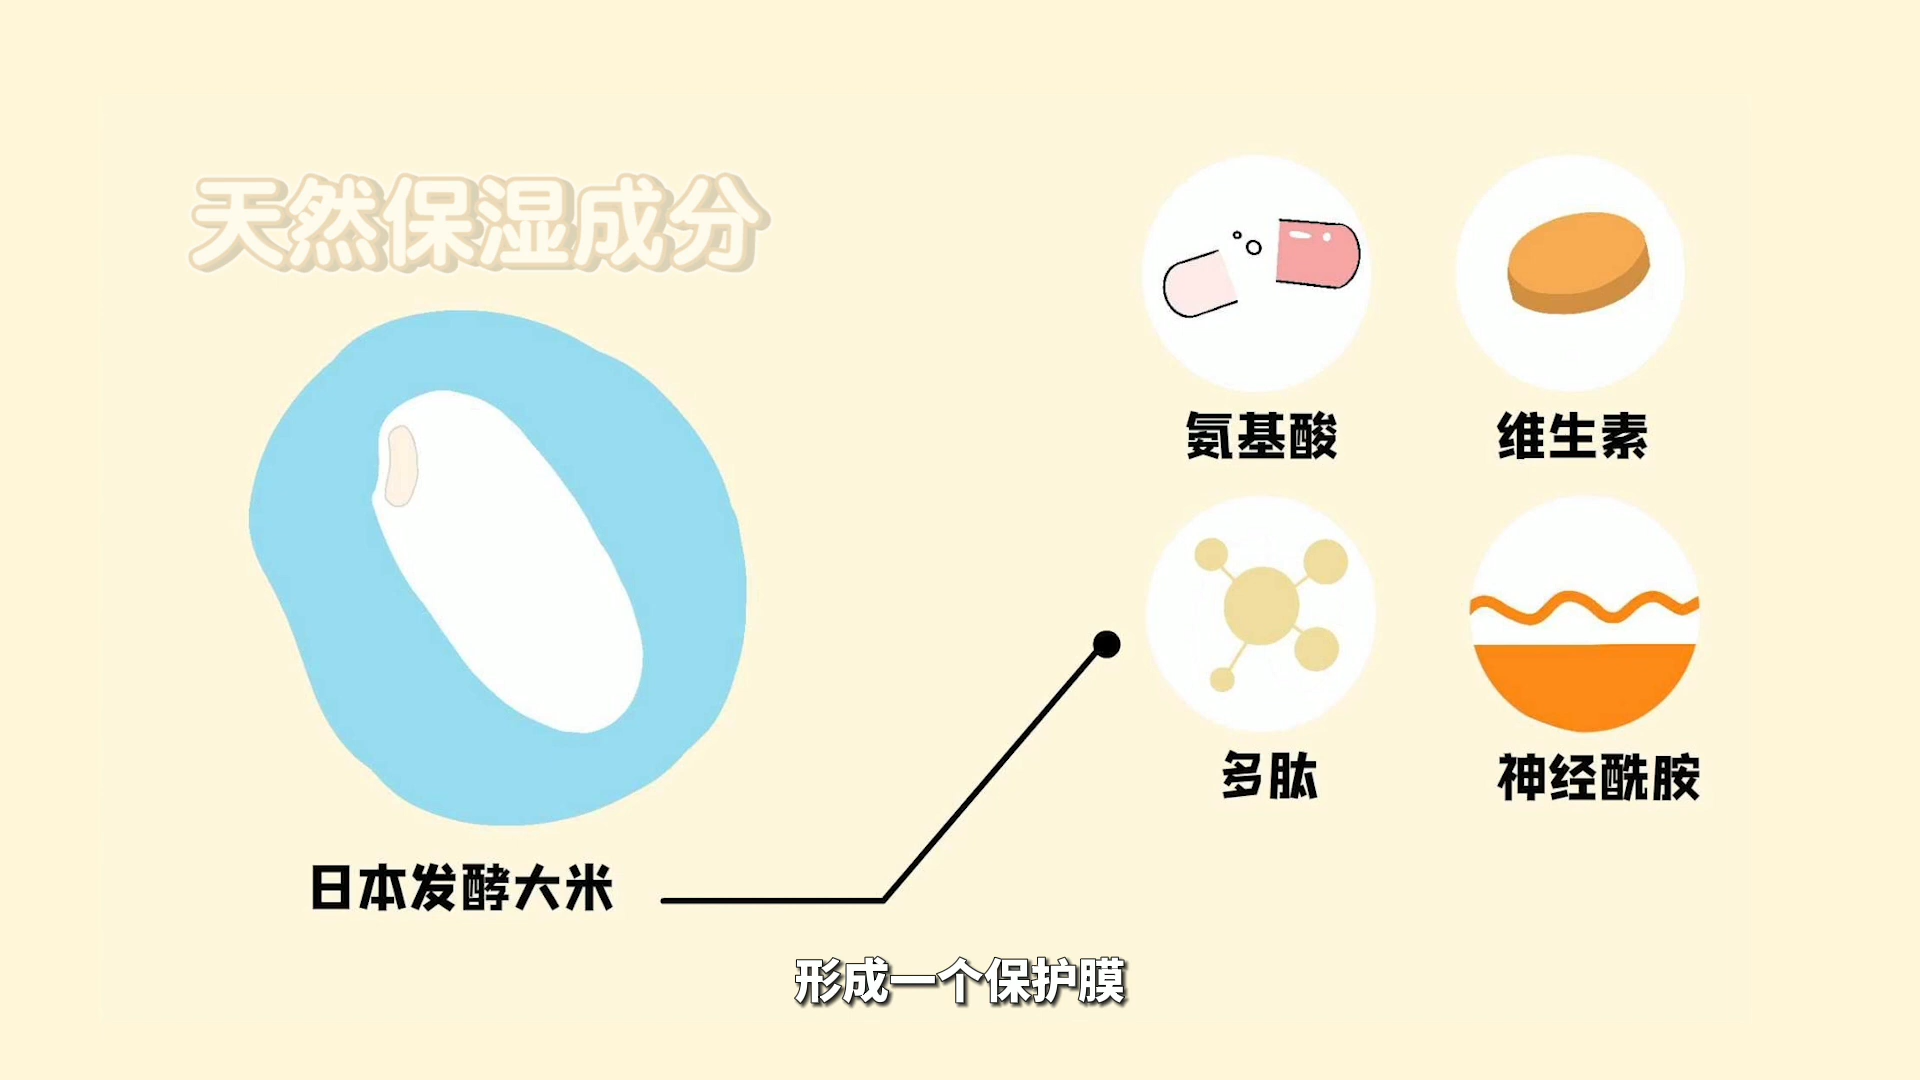 天然保湿成分
氨基酸
维生素
多肽
神经酰胺
日本发酵大米
形成一个保护膜